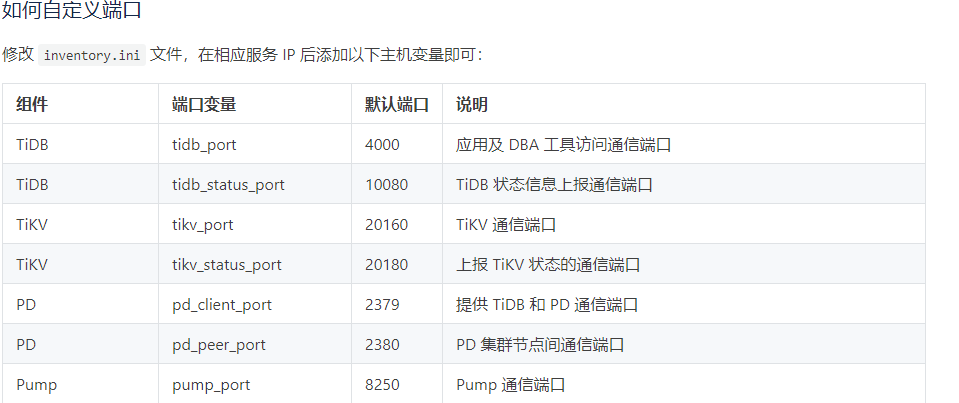 如何自定义端口
修改 inventory.ini 文件，在相应服务 IP 后添加以下主机变量即可：
组件 端口变量 默认端口 说明
TiDB tidb_port 4000 应用及 DBA 工具访问通信端口
TiDB tidb_status_port 10080 TiDB 状态信息上报通信端口
TiKV tikv_port 20160 TiKV 通信端口
TiKV tikv_status_port 20180 上报 TiKV 状态的通信端口
PD pd_client_port 2379 提供 TiDB 和 PD 通信端口
PD pd_peer_port 2380 PD 集群节点间通信端口
Pump pump_port 8250 Pump 通信端口